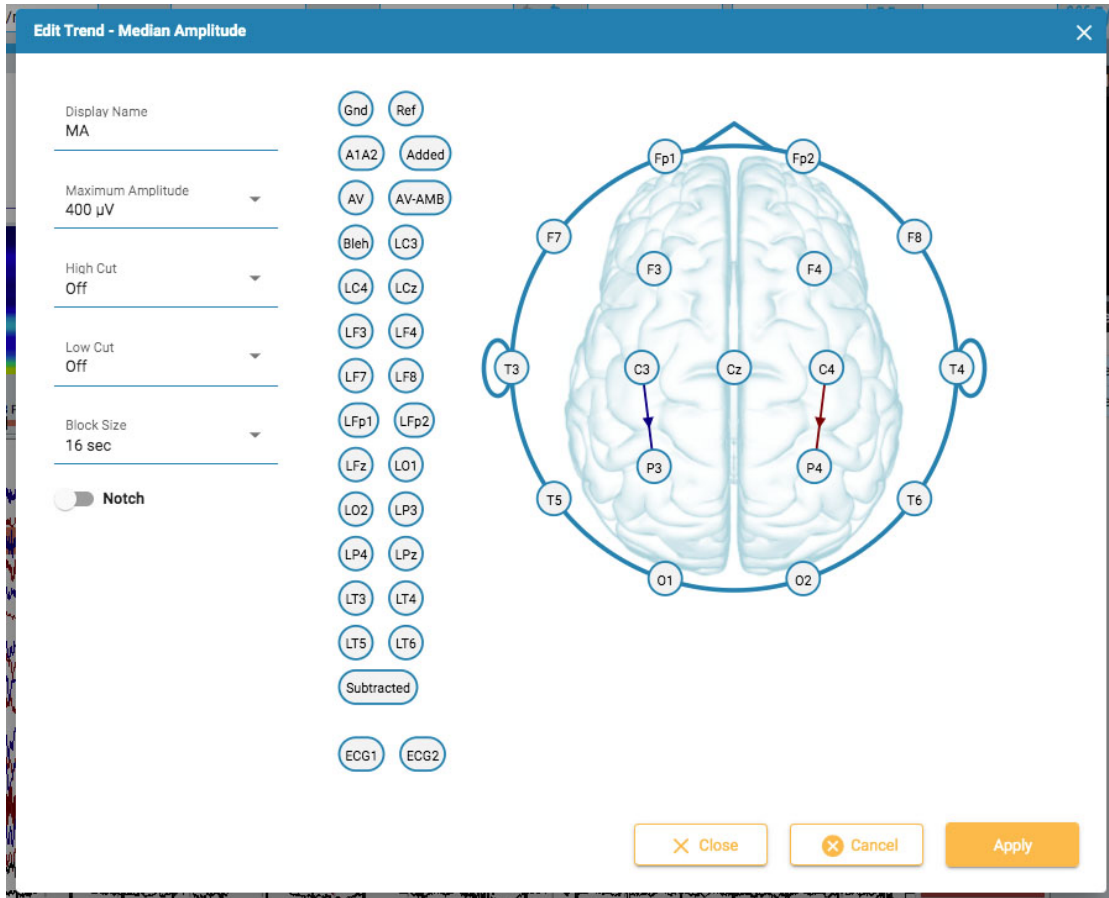 Edit Trend - Median Amplitude
Display Name
MA
Maximum Amplitude
400 µV
High Cut
Off
Low Cut
Off
Block Size
16 sec
Notch
Gnd Ref
A1A2 Added
AV AV-AMB
Bleh LC3
LC4 LCz
LF3 LF4
LF7 LF8
LFp1 LFp2
LFz LO1
LO2 LP3
LP4 LPz
LT3 LT4
LT5 LT6
Subtracted
ECG1 ECG2
Fp1 Fp2
F7 F8
F3 F4
T3 C3 Cz C4 T4
P3 P4
T5 T6
O1 O2
Close Cancel Apply